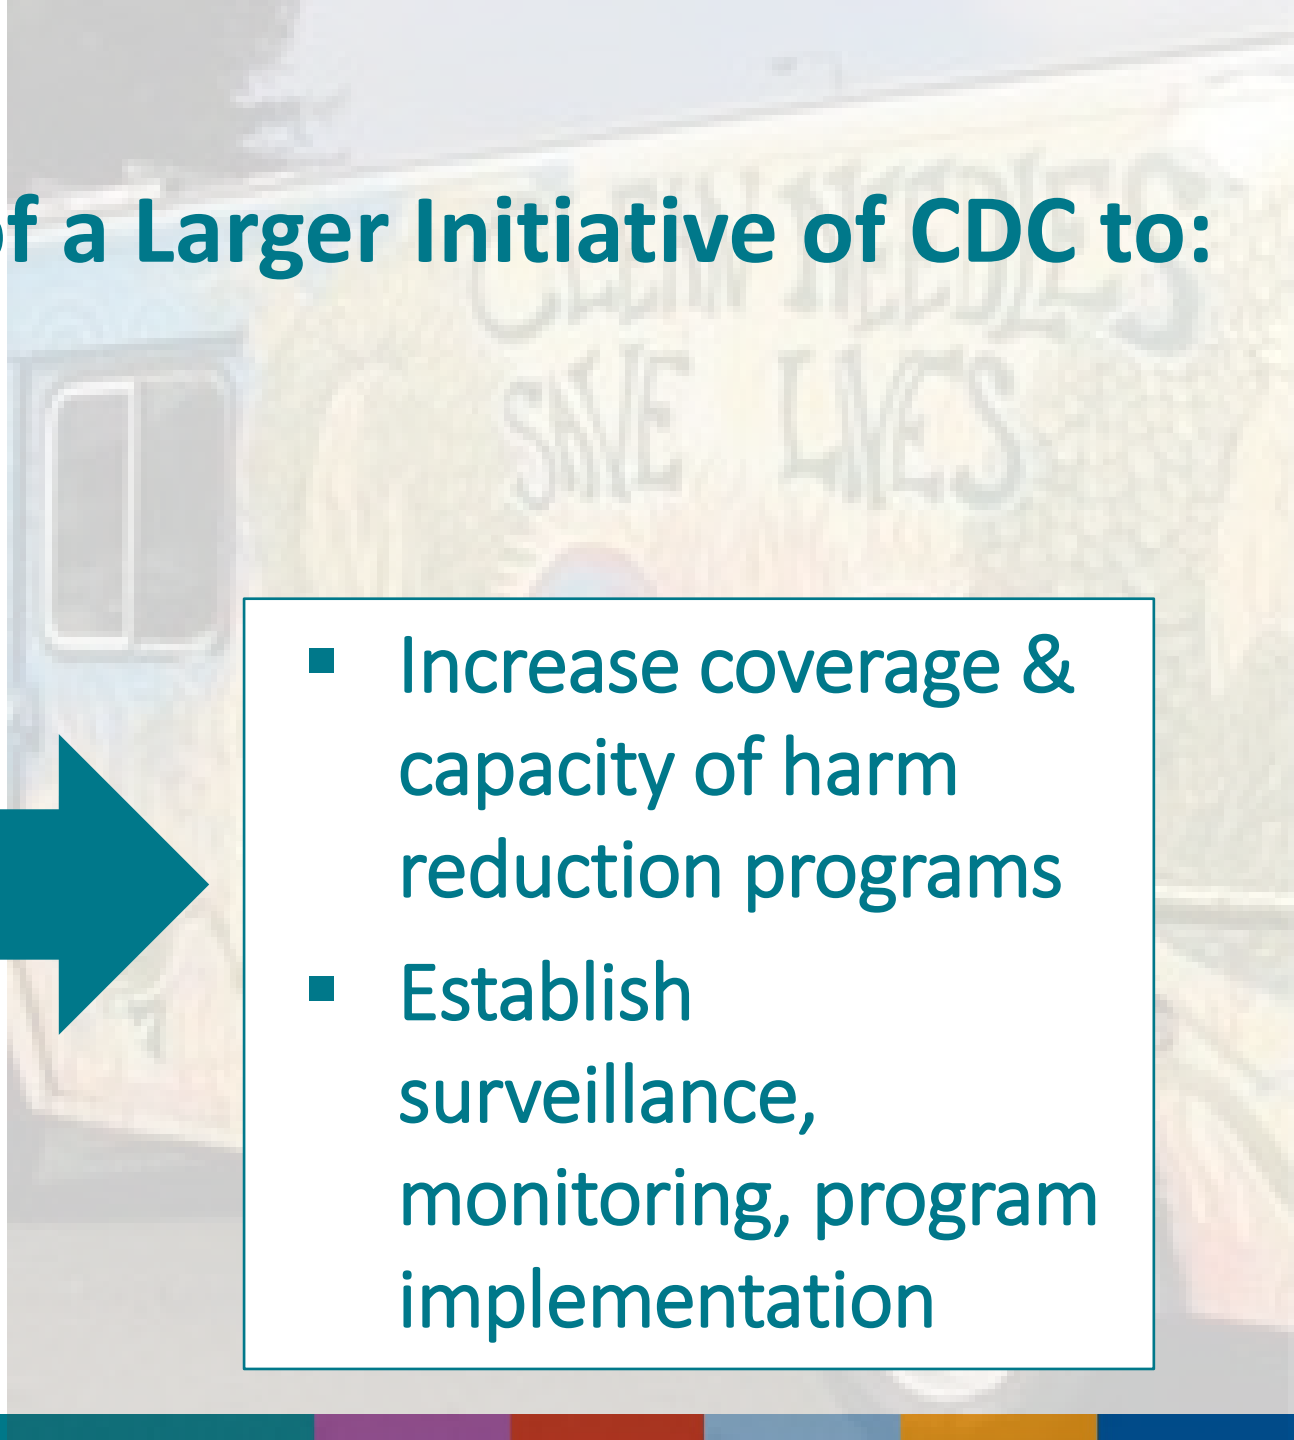 of a Larger Initiative of CDC to:
CLEAN NEEDLES
SAVE LIVES
▪ Increase coverage &
capacity of harm
reduction programs
▪ Establish
surveillance,
monitoring, program
implementation